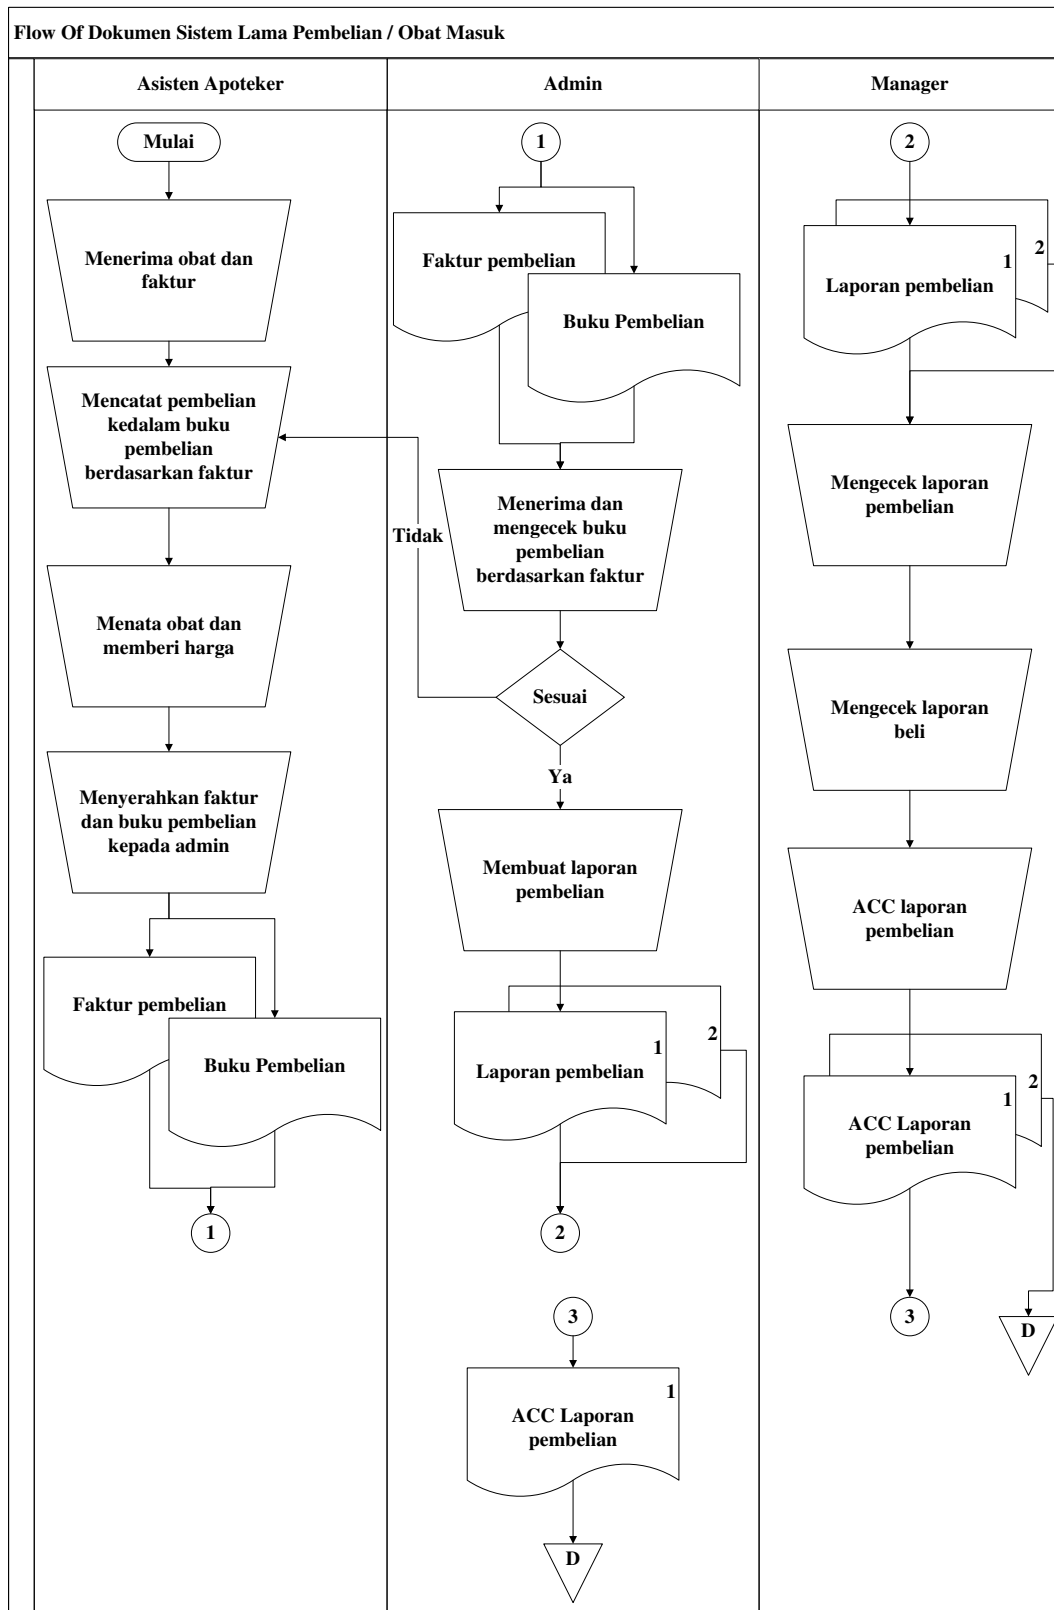 Flow Of Dokumen Sistem Lama Pembelian / Obat Masuk
Asisten Apoteker
Admin
Manager
Mulai
Menerima obat dan
faktur
Mencatat pembelian
kedalam buku
pembelian
berdasarkan faktur
Menata obat dan
memberi harga
Menyerahkan faktur
dan buku pembelian
kepada admin
Faktur pembelian
Buku Pembelian
1
1
Faktur pembelian
Buku Pembelian
Menerima dan
mengecek buku
pembelian
berdasarkan faktur
Tidak
Sesuai
Ya
Membuat laporan
pembelian
2
1
Laporan pembelian
2
3
1
ACC Laporan
pembelian
D
2
2
1
Laporan pembelian
Mengecek laporan
pembelian
Mengecek laporan
beli
ACC laporan
pembelian
2
1
ACC Laporan
pembelian
3
D